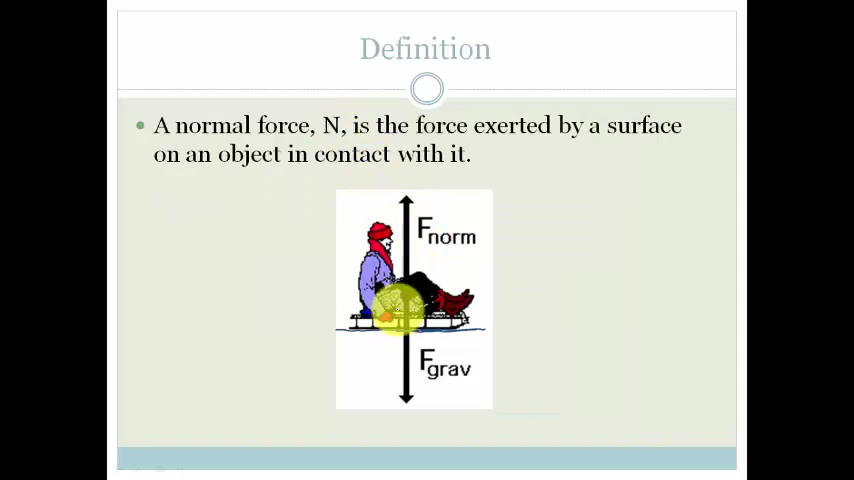 Definition
A normal force, N, is the force exerted by a surface
on an object in contact with it.
Fnorm
Fgrav